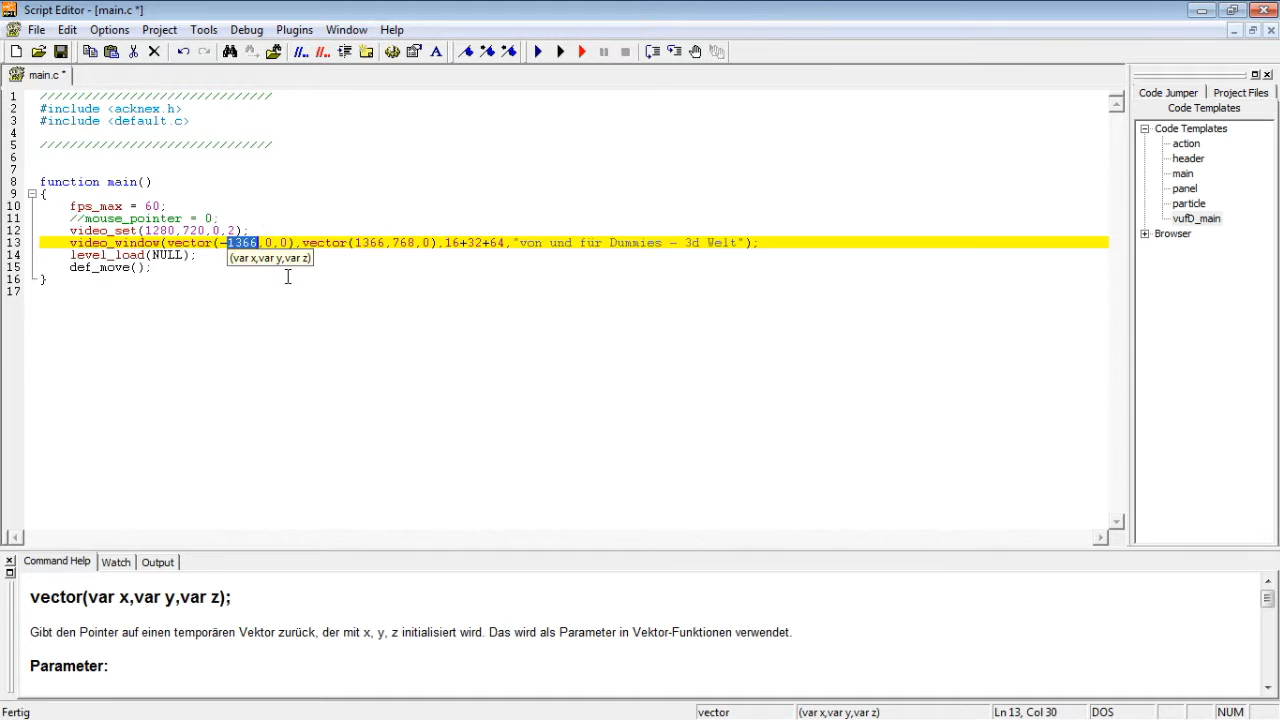 Script Editor - [main.c *]
File Edit Options Project Tools Debug Plugins Window Help
main.c *
Code Jumper Project Files
Code Templates
1 ///////////////////////////////
2 #include <acknex.h>
3 #include <default.c>
4
5 ///////////////////////////////
6
7
8 function main()
9 {
10 fps_max = 60;
11 //mouse_pointer = 0;
12 video_set(1280,720,0,2);
13 video_window(vector(-1366,0,0),vector(1366,768,0),16+32+64,"von und für Dummies - 3d Welt");
14 level_load(NULL);
(var x,var y,var z)
15 def_move();
16 }
17
Code Templates
action
header
main
panel
particle
vufD_main
Browser
Command Help Watch Output
vector(var x,var y,var z);
Gibt den Pointer auf einen temporären Vektor zurück, der mit x, y, z initialisiert wird. Das wird als Parameter in Vektor-Funktionen verwendet.
Parameter:
Fertig vector (var x,var y,var z) Ln 13, Col 30 DOS NUM